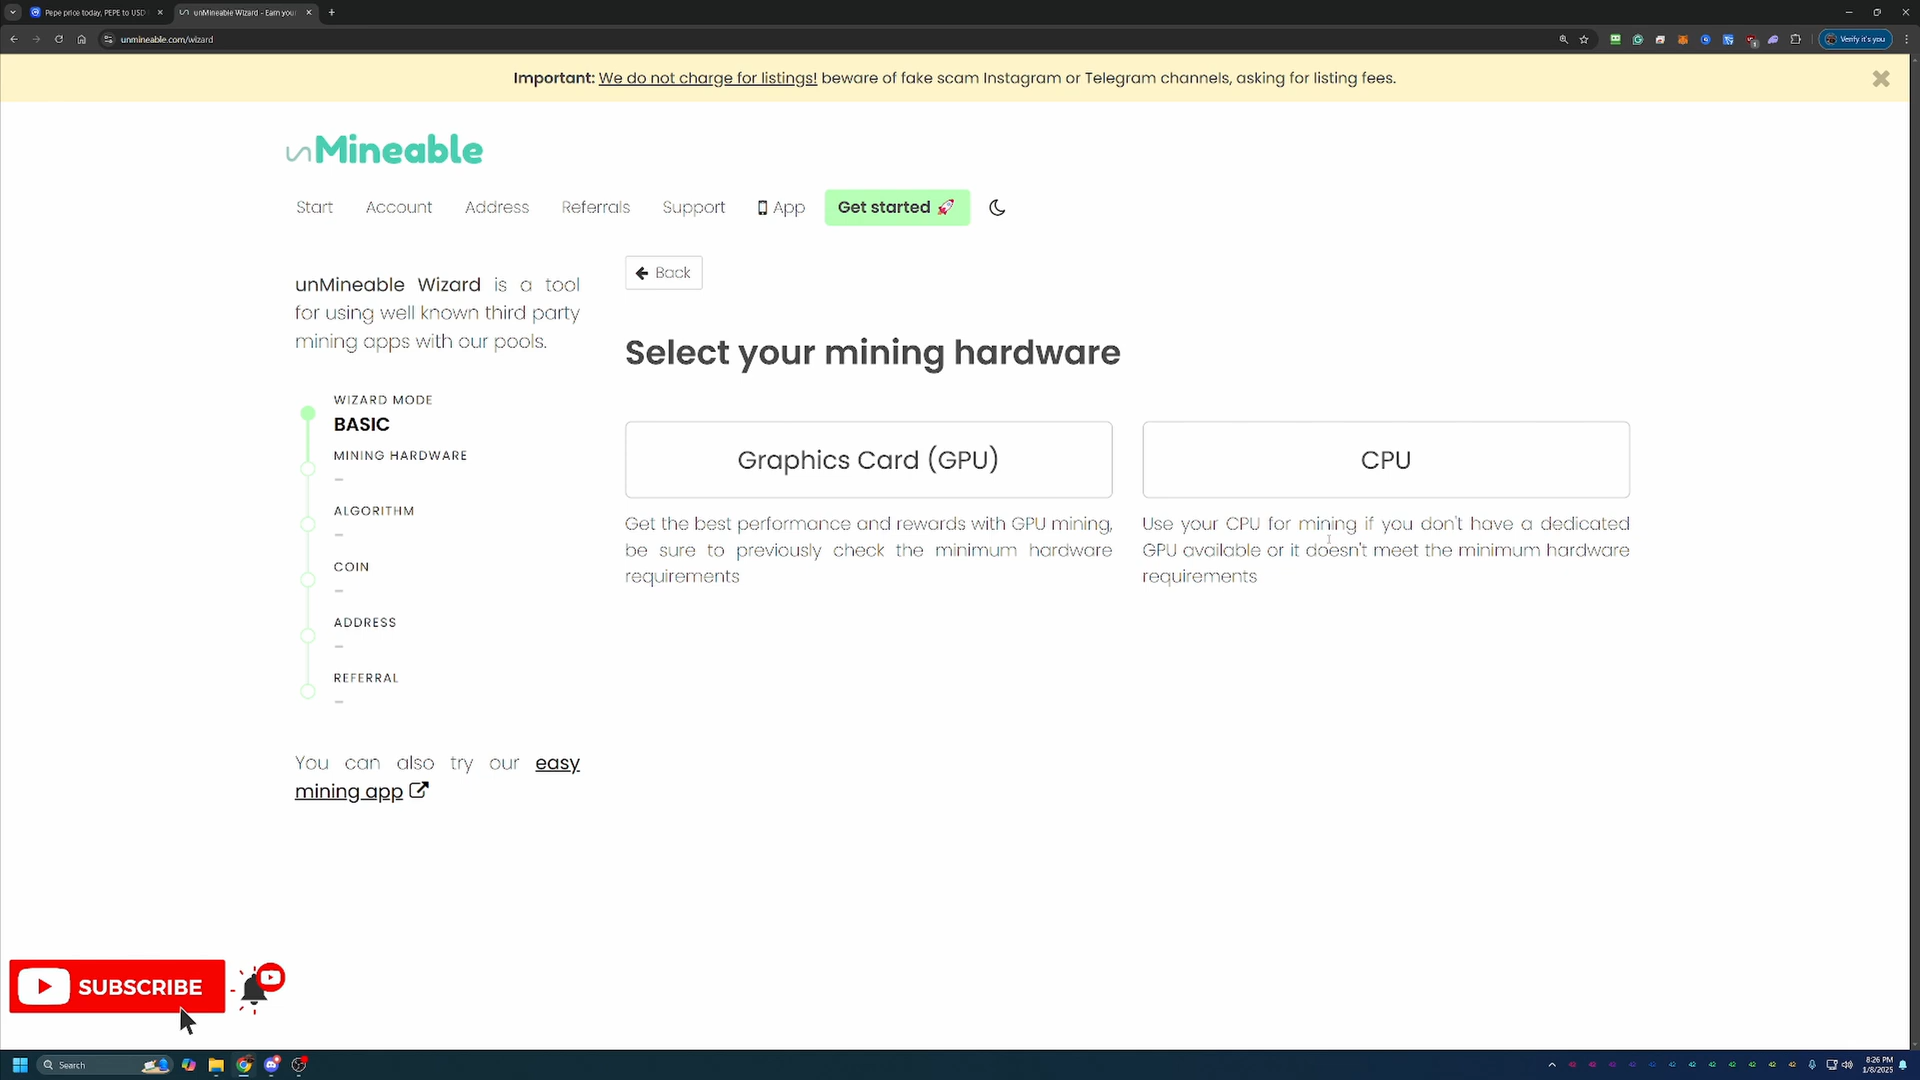 Pepe price today, PEPE to USD
unMineable Wizard - Earn you
unmineable.com/wizard
Verify it's you
Important: We do not charge for listings! beware of fake scam Instagram or Telegram channels, asking for listing fees.
unMineable
Start
Account
Address
Referrals
Support
App
Get started 🚀
unMineable Wizard is a tool
for using well known third party
mining apps with our pools.
WIZARD MODE
BASIC
MINING HARDWARE
–
ALGORITHM
–
COIN
–
ADDRESS
–
REFERRAL
–
You can also try our easy
mining app
Back
Select your mining hardware
Graphics Card (GPU)
Get the best performance and rewards with GPU mining,
be sure to previously check the minimum hardware
requirements
CPU
Use your CPU for mining if you don't have a dedicated
GPU available or it doesn't meet the minimum hardware
requirements
SUBSCRIBE
Search
8:26 PM
1/8/2025